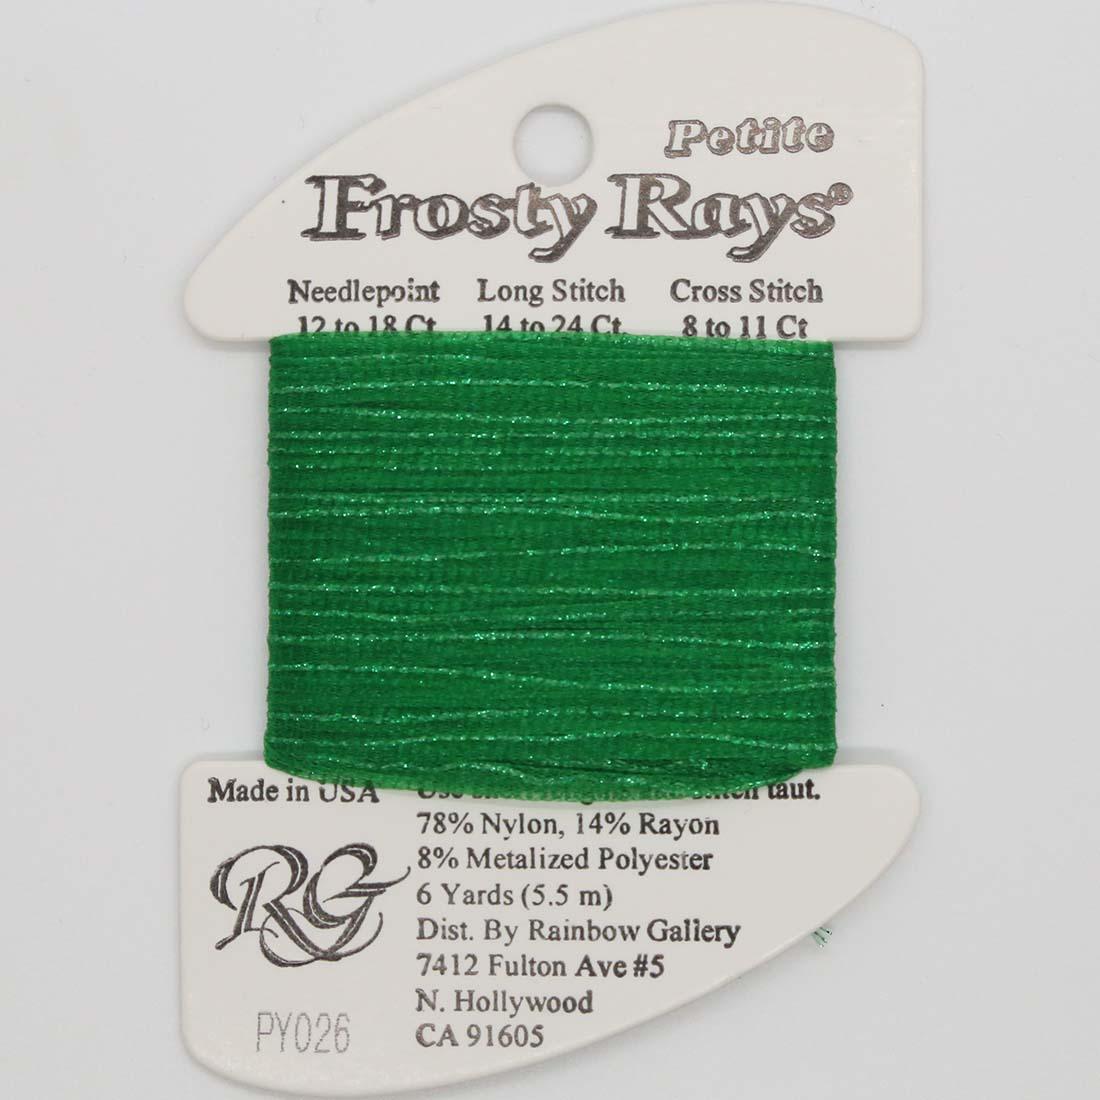 Petite
Frosty Rays®
Needlepoint Long Stitch Cross Stitch
12 to 18 Ct. 14 to 24 Ct. 8 to 11 Ct
Made in USA
taut.
78% Nylon, 14% Rayon
8% Metalized Polyester
6 Yards (5.5 m)
Dist. By Rainbow Gallery
7412 Fulton Ave #5
N. Hollywood
CA 91605
RG
PY026